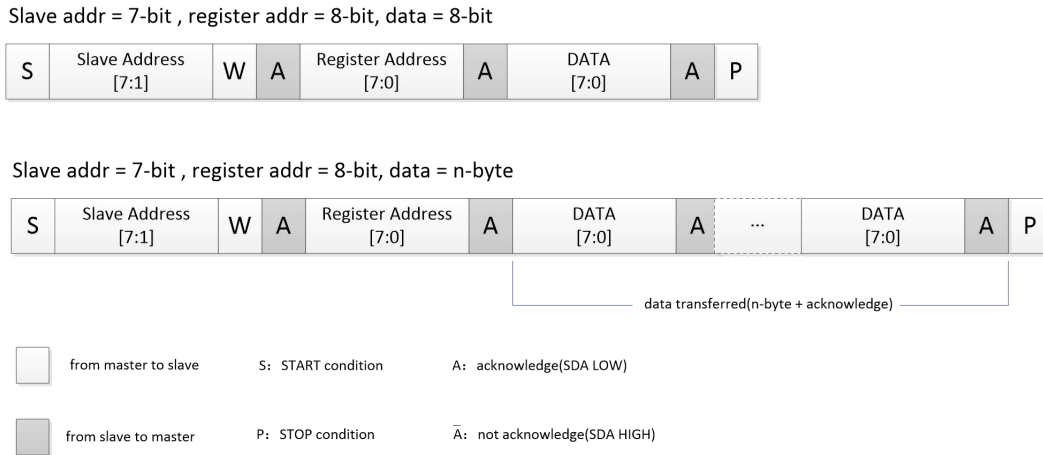 Slave addr = 7-bit , register addr = 8-bit, data = 8-bit
S Slave Address [7:1] W A Register Address [7:0] A DATA [7:0] A P
Slave addr = 7-bit , register addr = 8-bit, data = n-byte
S Slave Address [7:1] W A Register Address [7:0] A DATA [7:0] A ... DATA [7:0] A P
data transferred(n-byte + acknowledge)
from master to slave S: START condition A: acknowledge(SDA LOW)
from slave to master P: STOP condition A̅: not acknowledge(SDA HIGH)